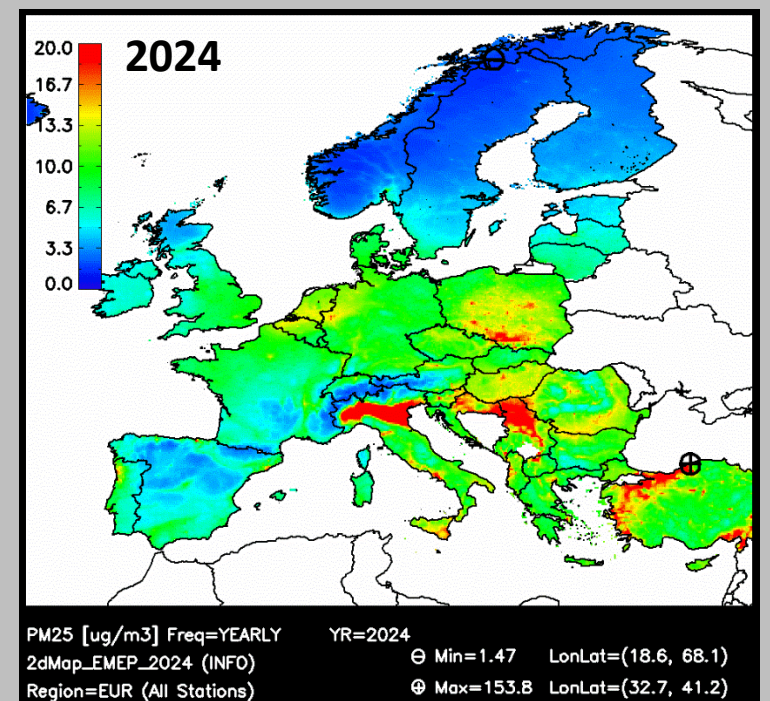 2024
20.0
16.7
13.3
10.0
6.7
3.3
0.0
PM25 [ug/m3] Freq=YEARLY YR=2024
2dMap_EMEP_2024 (INFO) ⊖ Min=1.47 LonLat=(18.6, 68.1)
Region=EUR (All Stations) ⊕ Max=153.8 LonLat=(32.7, 41.2)